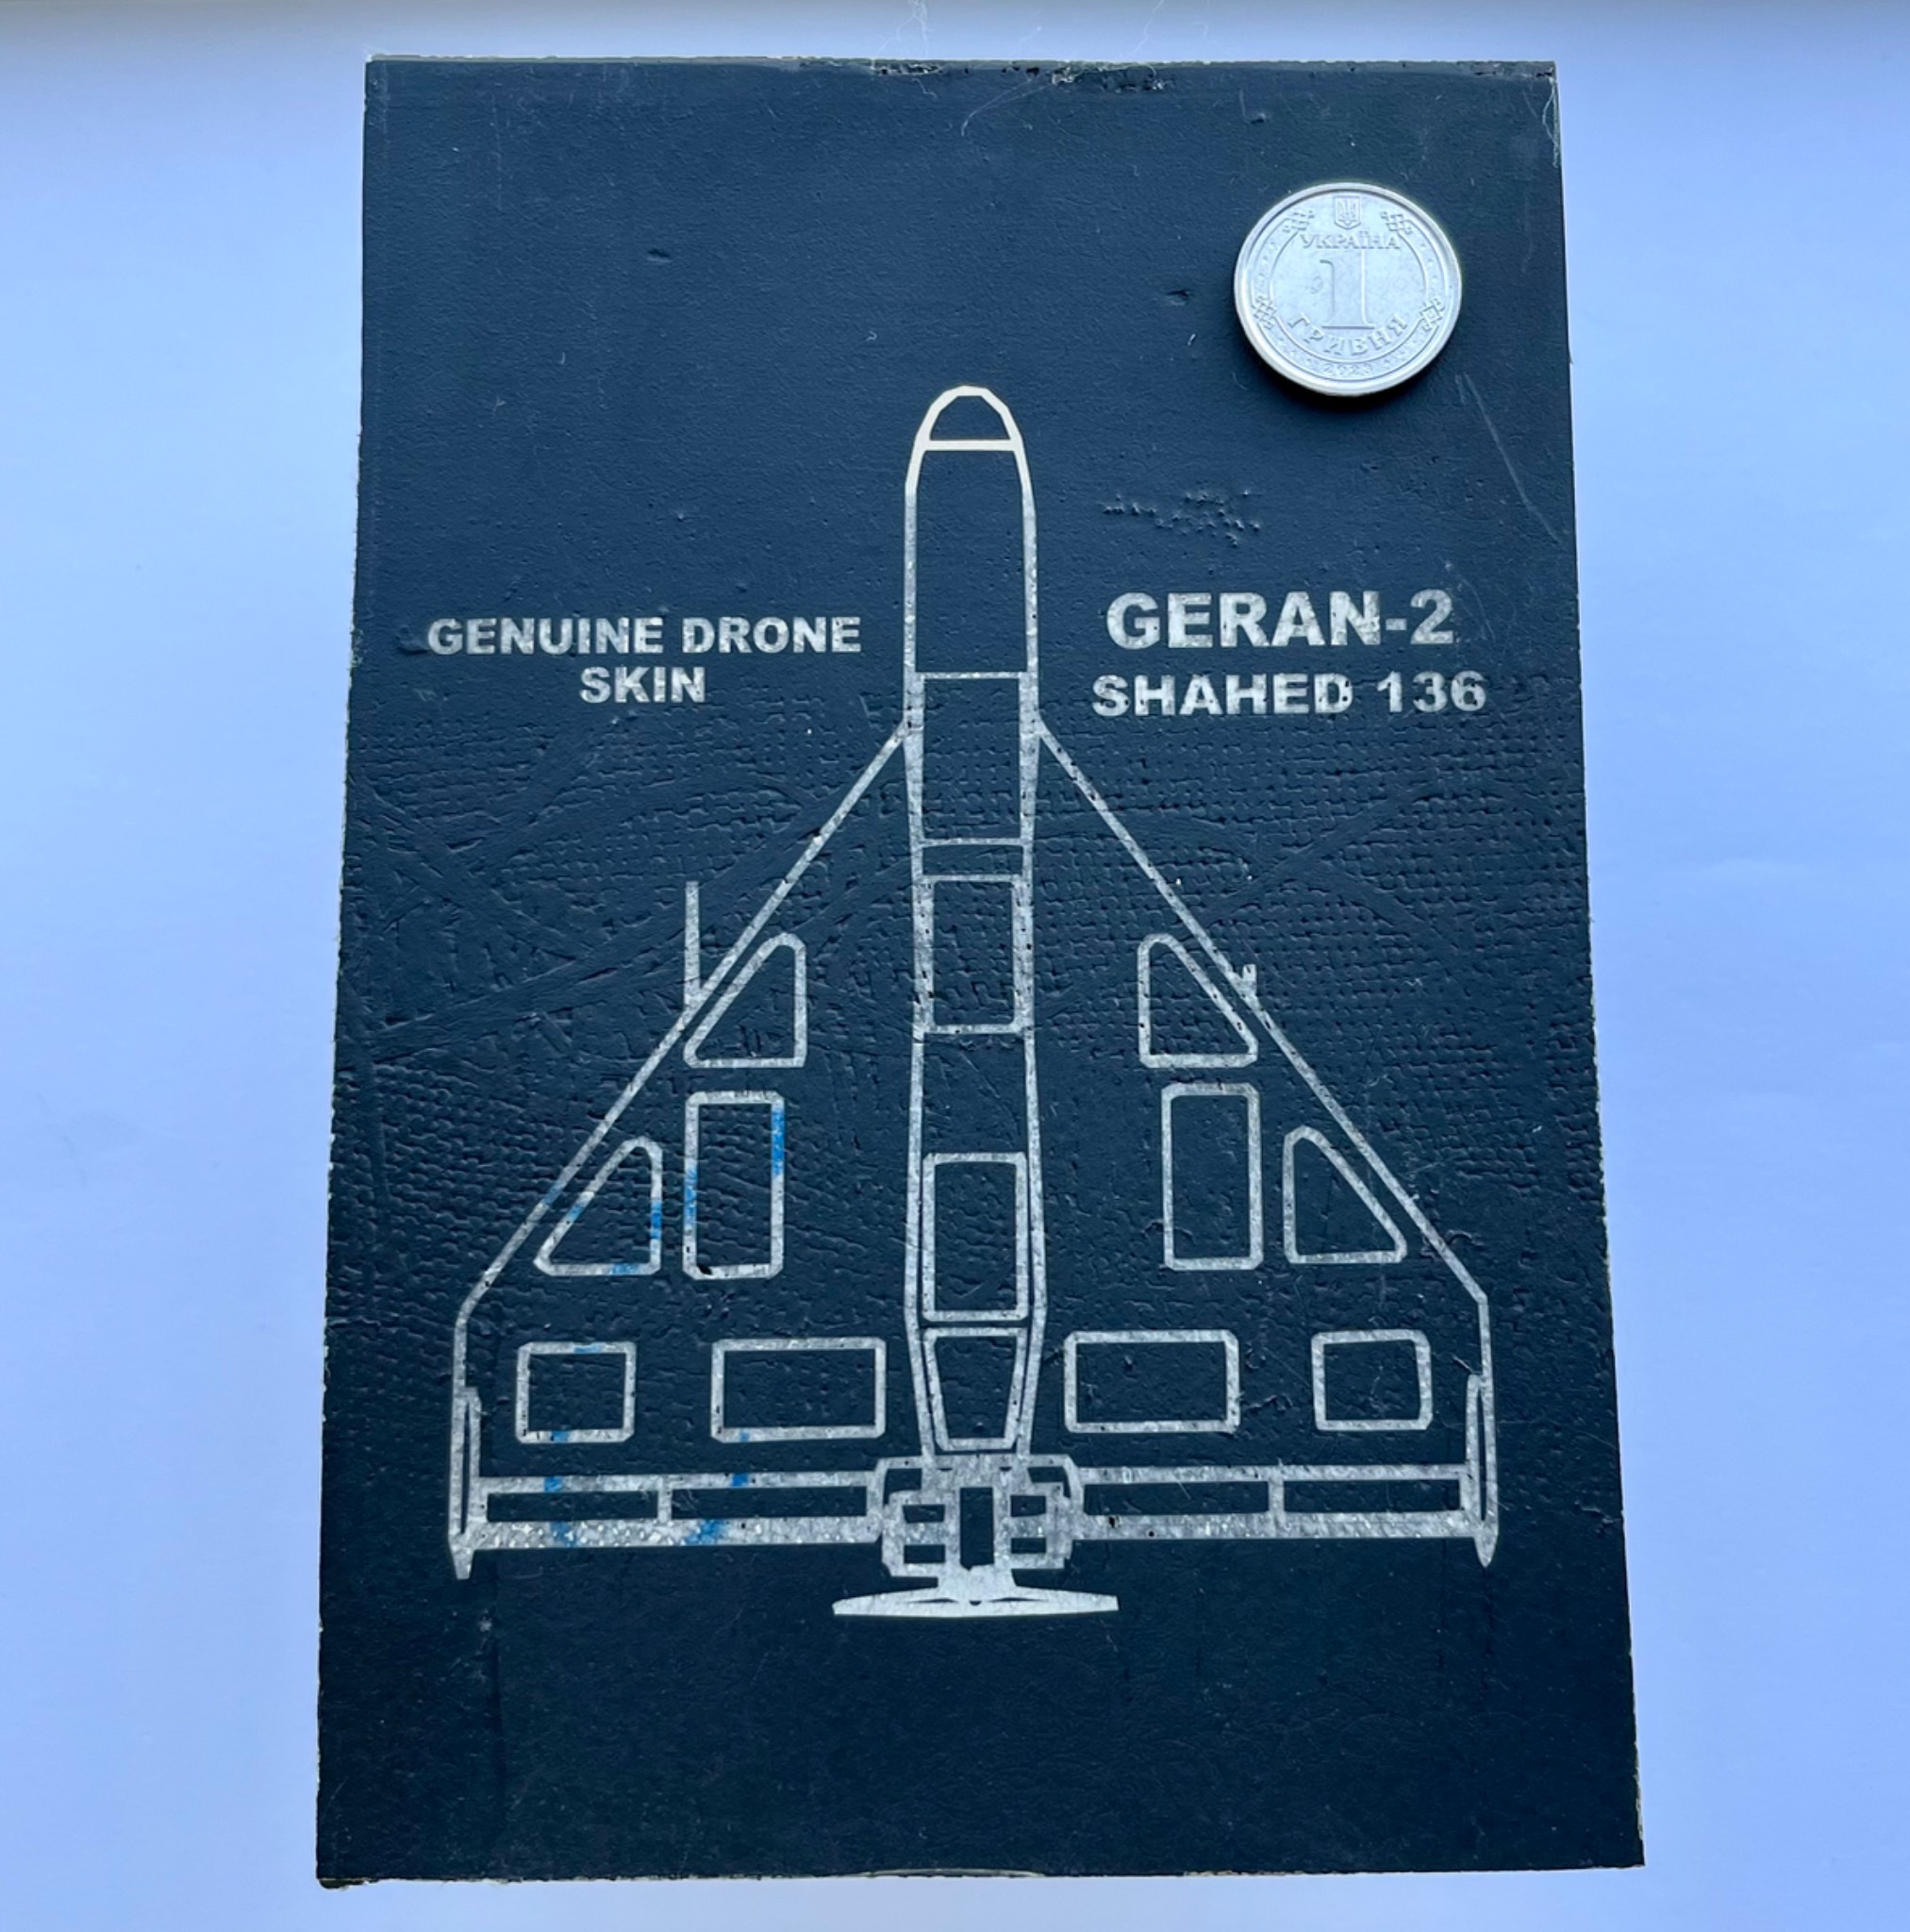 УКРАЇНА
1
ГРИВНЯ
GENUINE DRONE
SKIN
GERAN-2
SHAHED 136